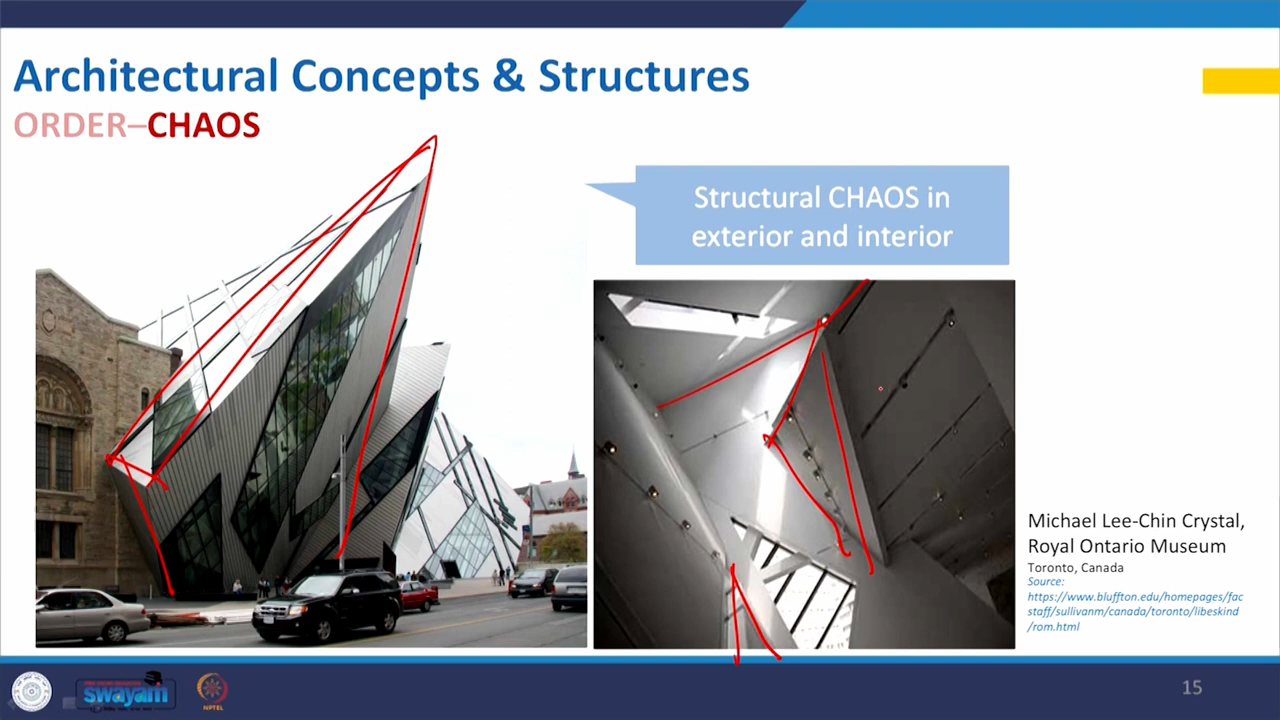 Architectural Concepts & Structures
ORDER–CHAOS
Structural CHAOS in
exterior and interior
Michael Lee-Chin Crystal,
Royal Ontario Museum
Toronto, Canada
Source:
https://www.bluffton.edu/homepages/fac
staff/sullivanm/canada/toronto/libeskind
/rom.html
swayam
NPTEL
15